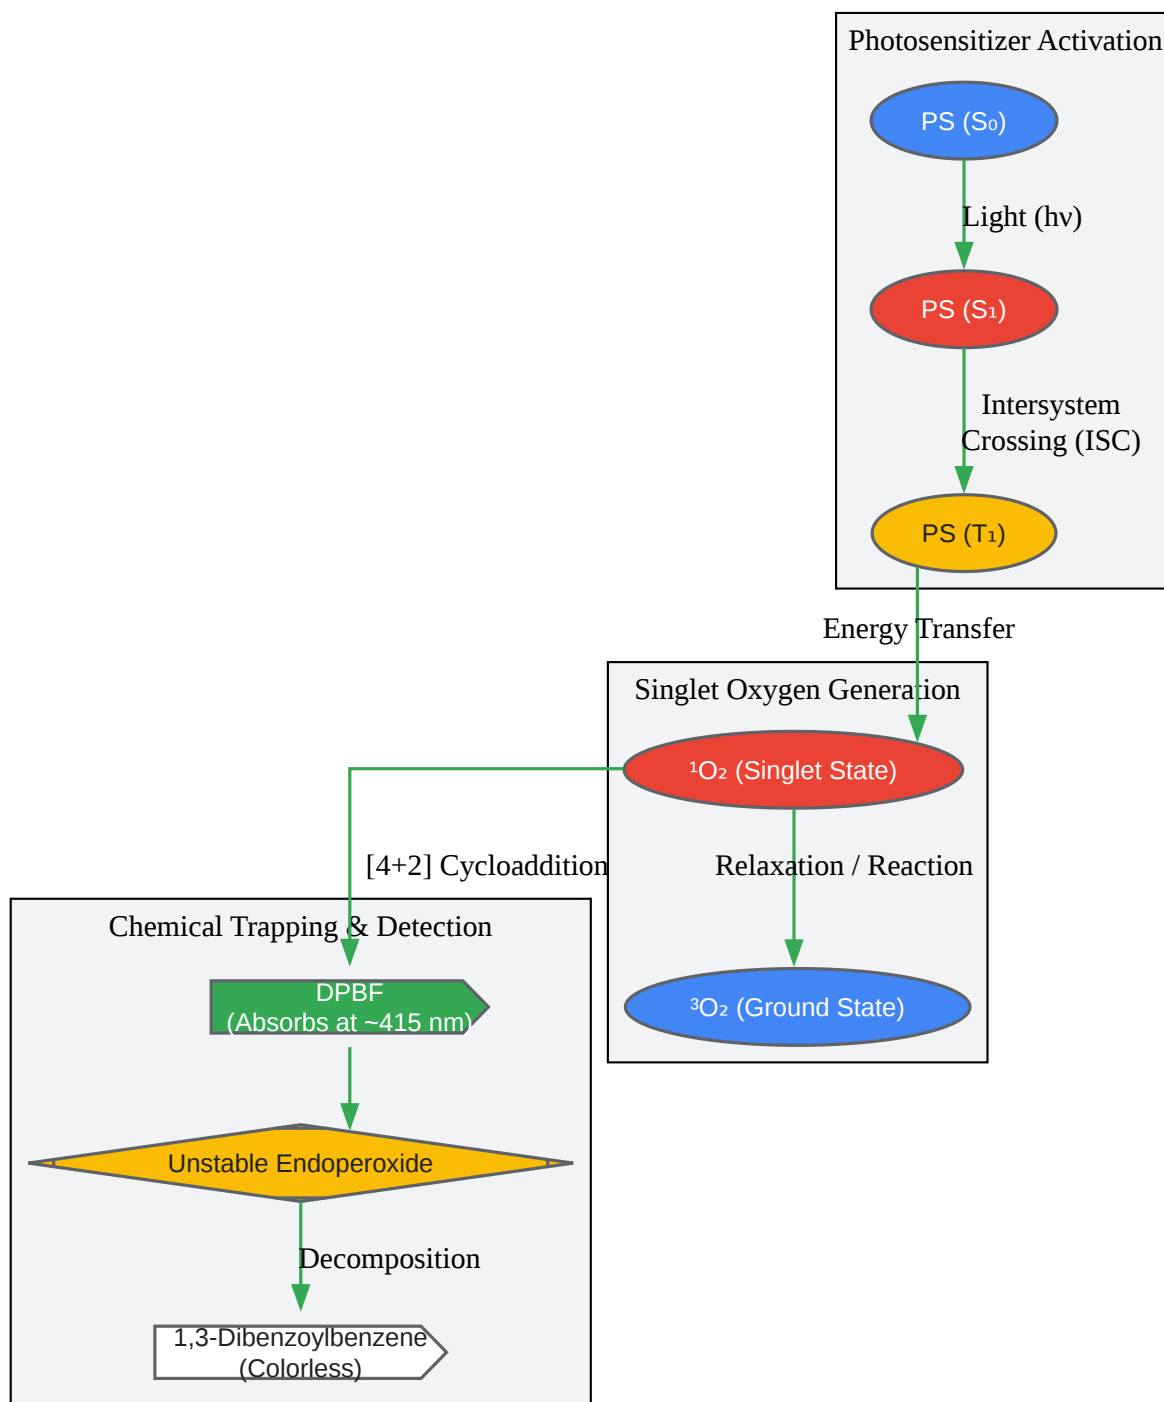 Photosensitizer Activation
PS (S₀)
Light (hν)
PS (S₁)
Intersystem
Crossing (ISC)
PS (T₁)
Energy Transfer
Singlet Oxygen Generation
¹O₂ (Singlet State)
[4+2] Cycloaddition
Relaxation / Reaction
Chemical Trapping & Detection
DPBF
(Absorbs at ~415 nm)
³O₂ (Ground State)
Unstable Endoperoxide
Decomposition
1,3-Dibenzoylbenzene
(Colorless)